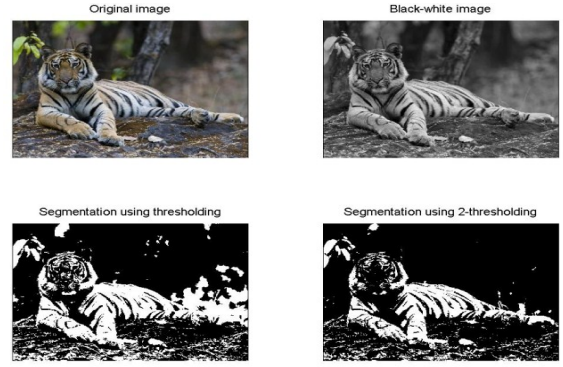 Original image
Black-white image
Segmentation using thresholding
Segmentation using 2-thresholding